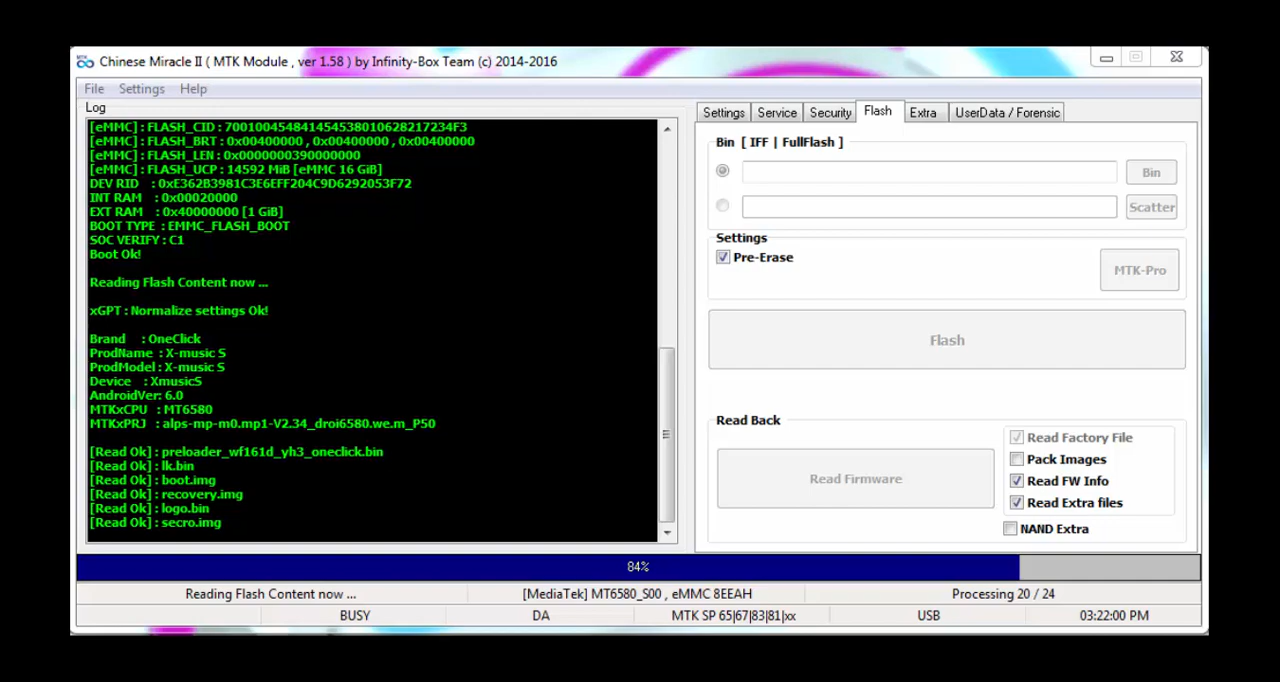 Chinese Miracle II ( MTK Module , ver 1.58 ) by Infinity-Box Team (c) 2014-2016
File Settings Help
Log
[eMMC] : FLASH_CID : 700100454841454538010628217234F3
[eMMC] : FLASH_BRT : 0x00400000 , 0x00400000 , 0x00400000
[eMMC] : FLASH_LEN : 0x0000000390000000
[eMMC] : FLASH_UCP : 14592 MiB [eMMC 16 GiB]
DEV RID : 0xE362B3981C3E6EFF204C9D6292053F72
INT RAM : 0x00020000
EXT RAM : 0x40000000 [1 GiB]
BOOT TYPE : EMMC_FLASH_BOOT
SOC VERIFY : C1
Boot Ok!
Reading Flash Content now ...
xGPT : Normalize settings Ok!
Brand : OneClick
ProdName : X-music S
ProdModel : X-music S
Device : XmusicS
AndroidVer: 6.0
MTKxCPU : MT6580
MTKxPRJ : alps-mp-m0.mp1-V2.34_droi6580.we.m_P50
[Read Ok] : preloader_wf161d_yh3_oneclick.bin
[Read Ok] : lk.bin
[Read Ok] : boot.img
[Read Ok] : recovery.img
[Read Ok] : logo.bin
[Read Ok] : secro.img
Settings Service Security Flash Extra UserData / Forensic
Bin [ IFF | FullFlash ]
Bin
Scatter
Settings
Pre-Erase
MTK-Pro
Flash
Read Back
Read Firmware
Read Factory File
Pack Images
Read FW Info
Read Extra files
NAND Extra
84%
Reading Flash Content now ... [MediaTek] MT6580_S00 , eMMC 8EEAH Processing 20 / 24
BUSY DA MTK SP 65|67|83|81|xx USB 03:22:00 PM